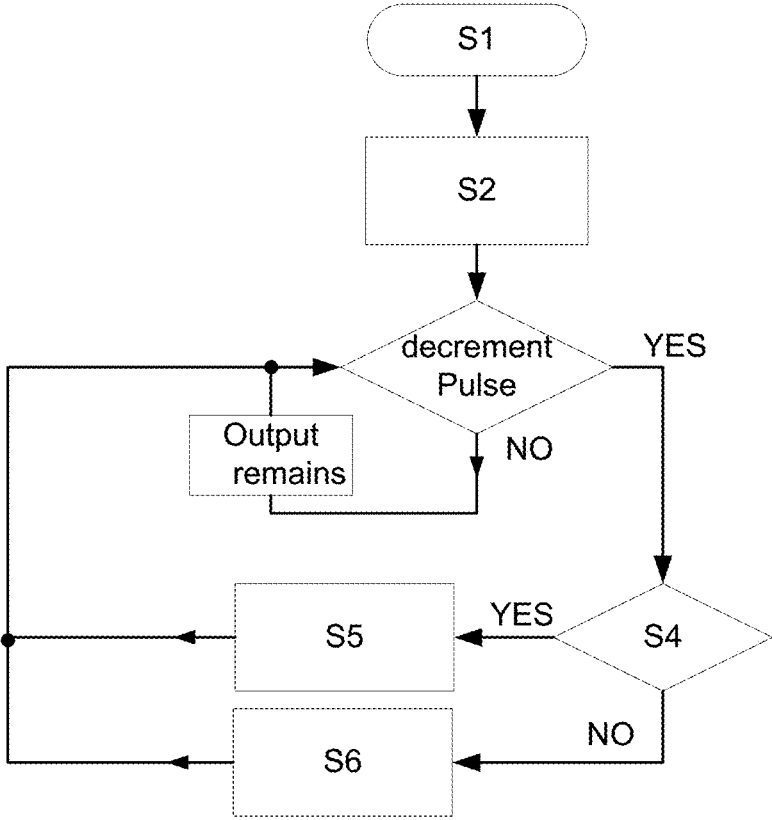 S1
S2
decrement
Pulse
YES
NO
Output
remains
YES
S5
S4
NO
S6